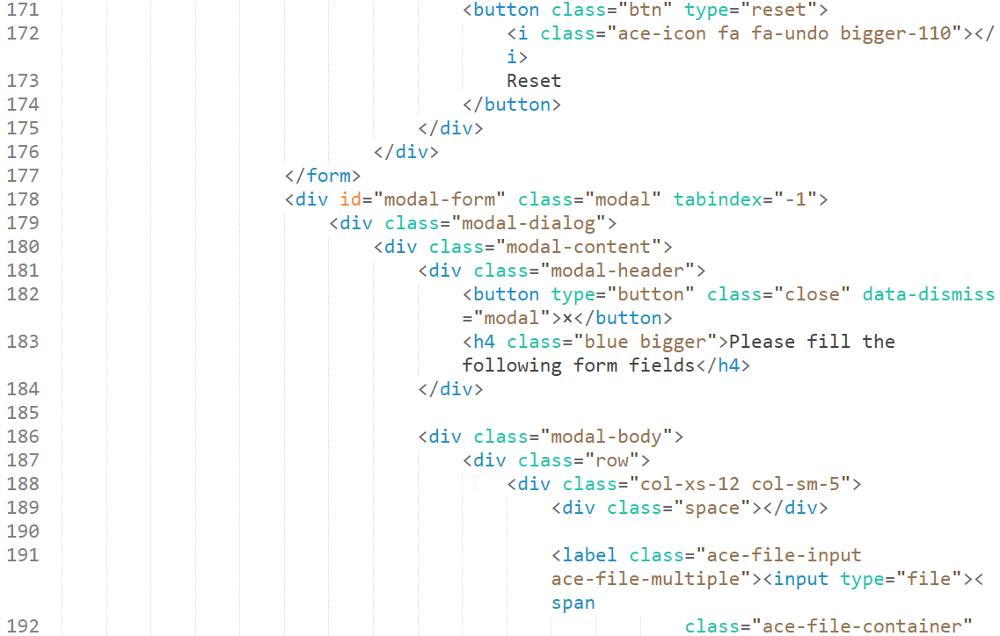 171 <button class="btn" type="reset">
172 <i class="ace-icon fa fa-undo bigger-110"></
i>
173 Reset
174 </button>
175 </div>
176 </div>
177 </form>
178 <div id="modal-form" class="modal" tabindex="-1">
179 <div class="modal-dialog">
180 <div class="modal-content">
181 <div class="modal-header">
182 <button type="button" class="close" data-dismiss
="modal">×</button>
183 <h4 class="blue bigger">Please fill the
following form fields</h4>
184 </div>
185
186 <div class="modal-body">
187 <div class="row">
188 <div class="col-xs-12 col-sm-5">
189 <div class="space"></div>
190
191 <label class="ace-file-input
ace-file-multiple"><input type="file"><
span
192 class="ace-file-container"